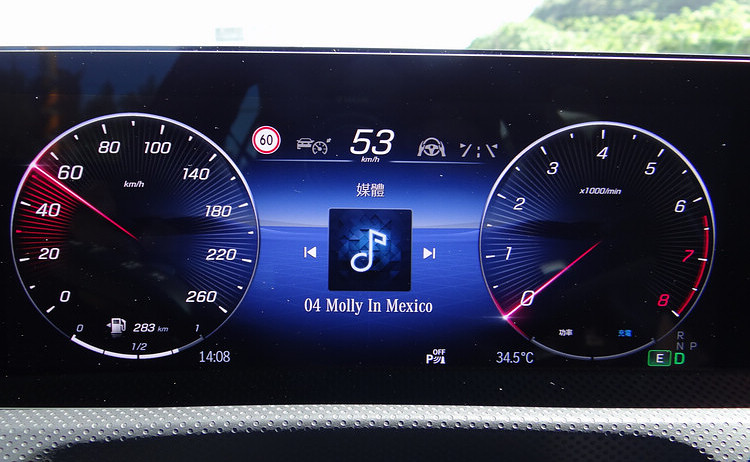 60
53
km/h
80 100
60 140
km/h
40 180
20 220
0 260
283 km
0 1
1/2
14:08
媒體
04 Molly In Mexico
P OFF
3 4 5
2 x1000/min 6
1 7
0 8
功率 充電
34.5°C
R
N P
E D